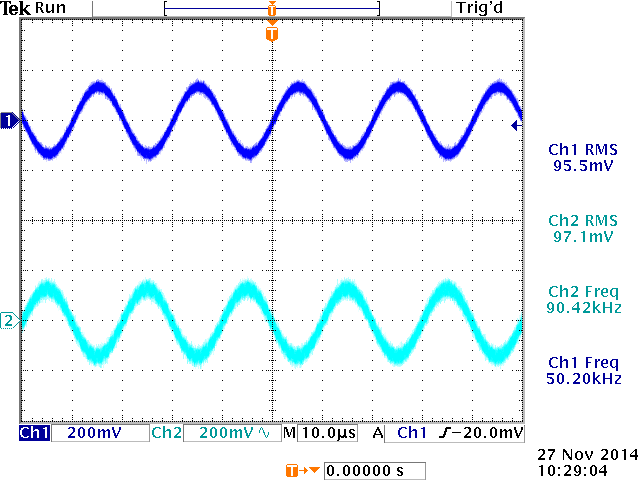 Tek Run Trig'd
T
T
1
Ch1 RMS
95.5mV
Ch2 RMS
97.1mV
Ch2 Freq
90.42kHz
2
Ch1 Freq
50.20kHz
Ch1 200mV Ch2 200mV∿ M 10.0µs A Ch1 ƒ −20.0mV
T→▼ 0.00000 s
27 Nov 2014
10:29:04